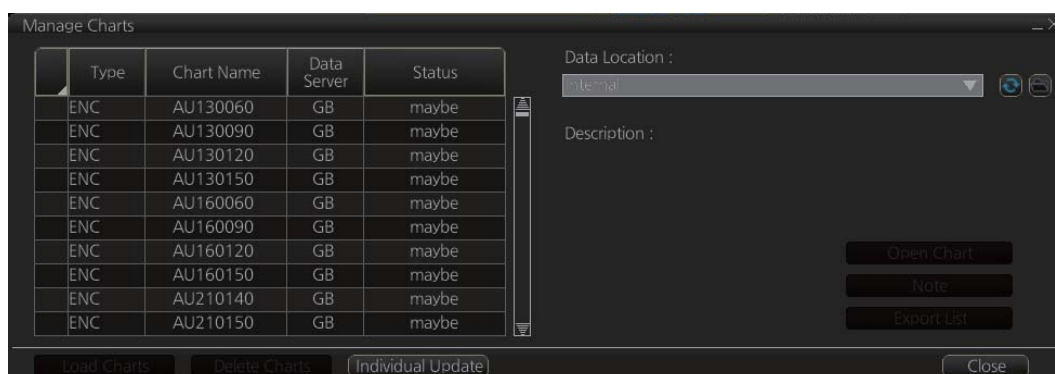 Manage Charts
Type Chart Name Data Server Status
ENC AU130060 GB maybe
ENC AU130090 GB maybe
ENC AU130120 GB maybe
ENC AU130150 GB maybe
ENC AU160060 GB maybe
ENC AU160090 GB maybe
ENC AU160120 GB maybe
ENC AU160150 GB maybe
ENC AU210140 GB maybe
ENC AU210150 GB maybe
Data Location :
Internal
Description :
Open Chart
Note
Export List
Load Charts Delete Charts Individual Update Close